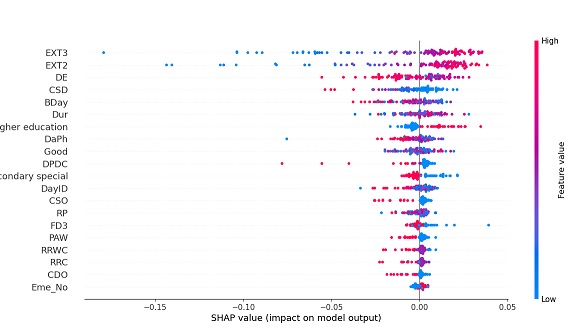 High
EXT3
EXT2
DE
CSD
BDay
Dur
gher education
DaPh
Good
DPDC
condary special
DayID
CSO
RP
FD3
PAW
RRWC
RRC
CDO
Eme_No
Low
Feature value
−0.15 −0.10 −0.05 0.00 0.05
SHAP value (impact on model output)